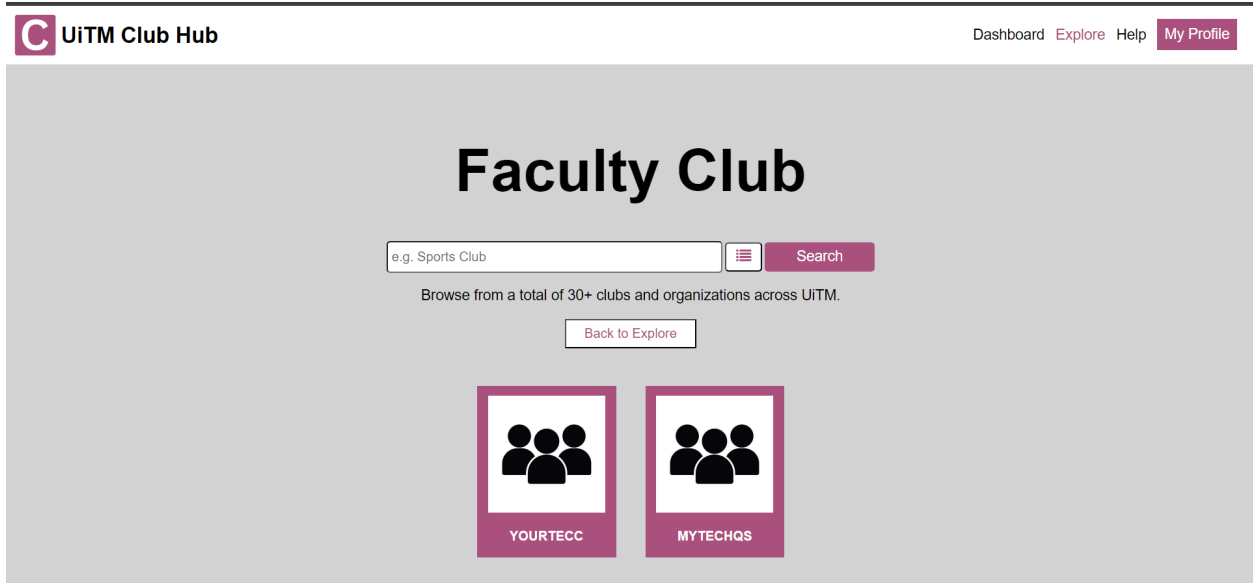 C UiTM Club Hub
Dashboard Explore Help My Profile
Faculty Club
e.g. Sports Club
Search
Browse from a total of 30+ clubs and organizations across UiTM.
Back to Explore
YOURTECC MYTECHQS